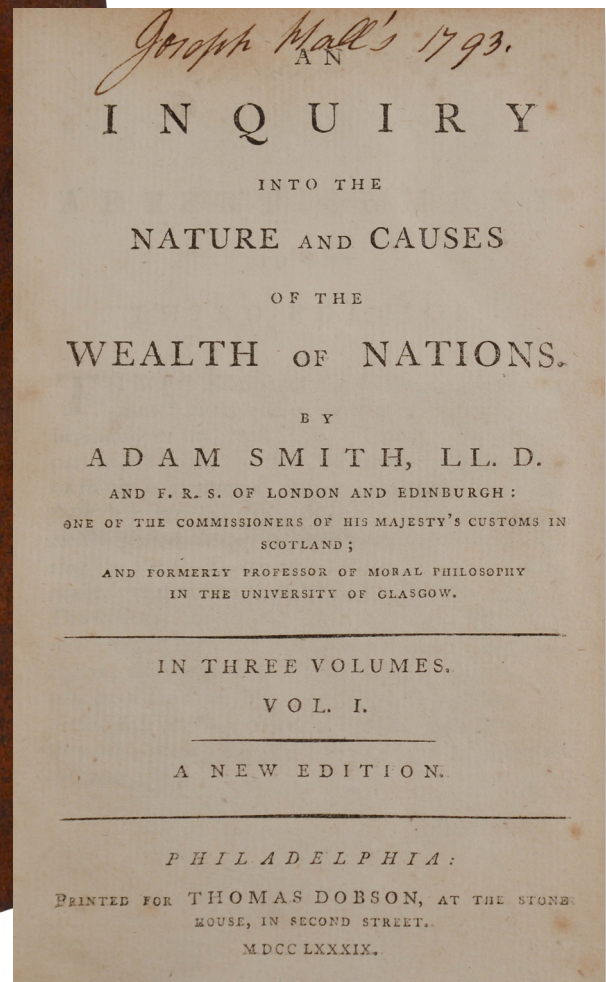 Joseph Hall's 1793.
AN
INQUIRY
INTO THE
NATURE AND CAUSES
OF THE
WEALTH OF NATIONS.
BY
ADAM SMITH, LL. D.
AND F. R. S. OF LONDON AND EDINBURGH :
ONE OF THE COMMISSIONERS OF HIS MAJESTY'S CUSTOMS IN
SCOTLAND ;
AND FORMERLY PROFESSOR OF MORAL PHILOSOPHY
IN THE UNIVERSITY OF GLASGOW.
IN THREE VOLUMES.
VOL. I.
A NEW EDITION.
PHILADELPHIA:
PRINTED FOR THOMAS DOBSON, AT THE STONE
HOUSE, IN SECOND STREET.
MDCC LXXXIX.